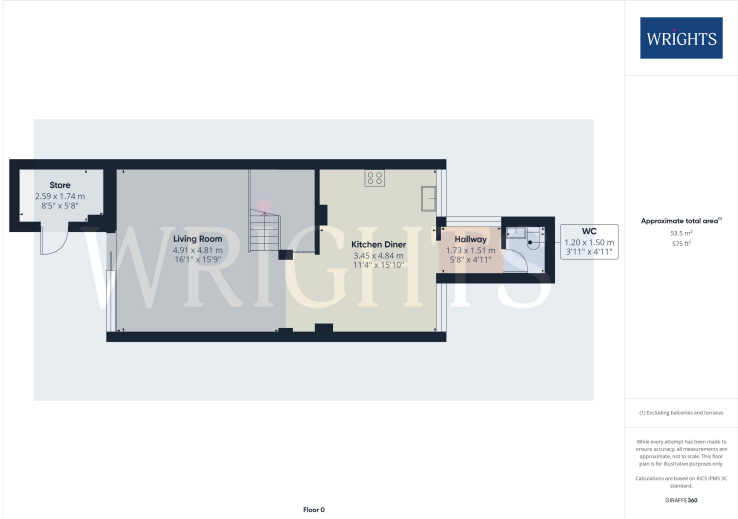 WRIGHTS
Store
2.59 x 1.74 m
8'5" x 5'8"
Living Room
4.91 x 4.81 m
16'1" x 15'9"
Kitchen Diner
3.45 x 4.84 m
11'4" x 15'10"
Hallway
1.73 x 1.51 m
5'8" x 4'11"
WC
1.20 x 1.50 m
3'11" x 4'11"
WRIGHTS
Floor 0
Approximate total area(1)
53.5 m²
575 ft²
(1) Excluding balconies and terraces
While every attempt has been made to
ensure accuracy, all measurements are
approximate, not to scale. This floor
plan is for illustrative purposes only.
Calculations are based on RICS IPMS 3C
standard.
GIRAFFE360